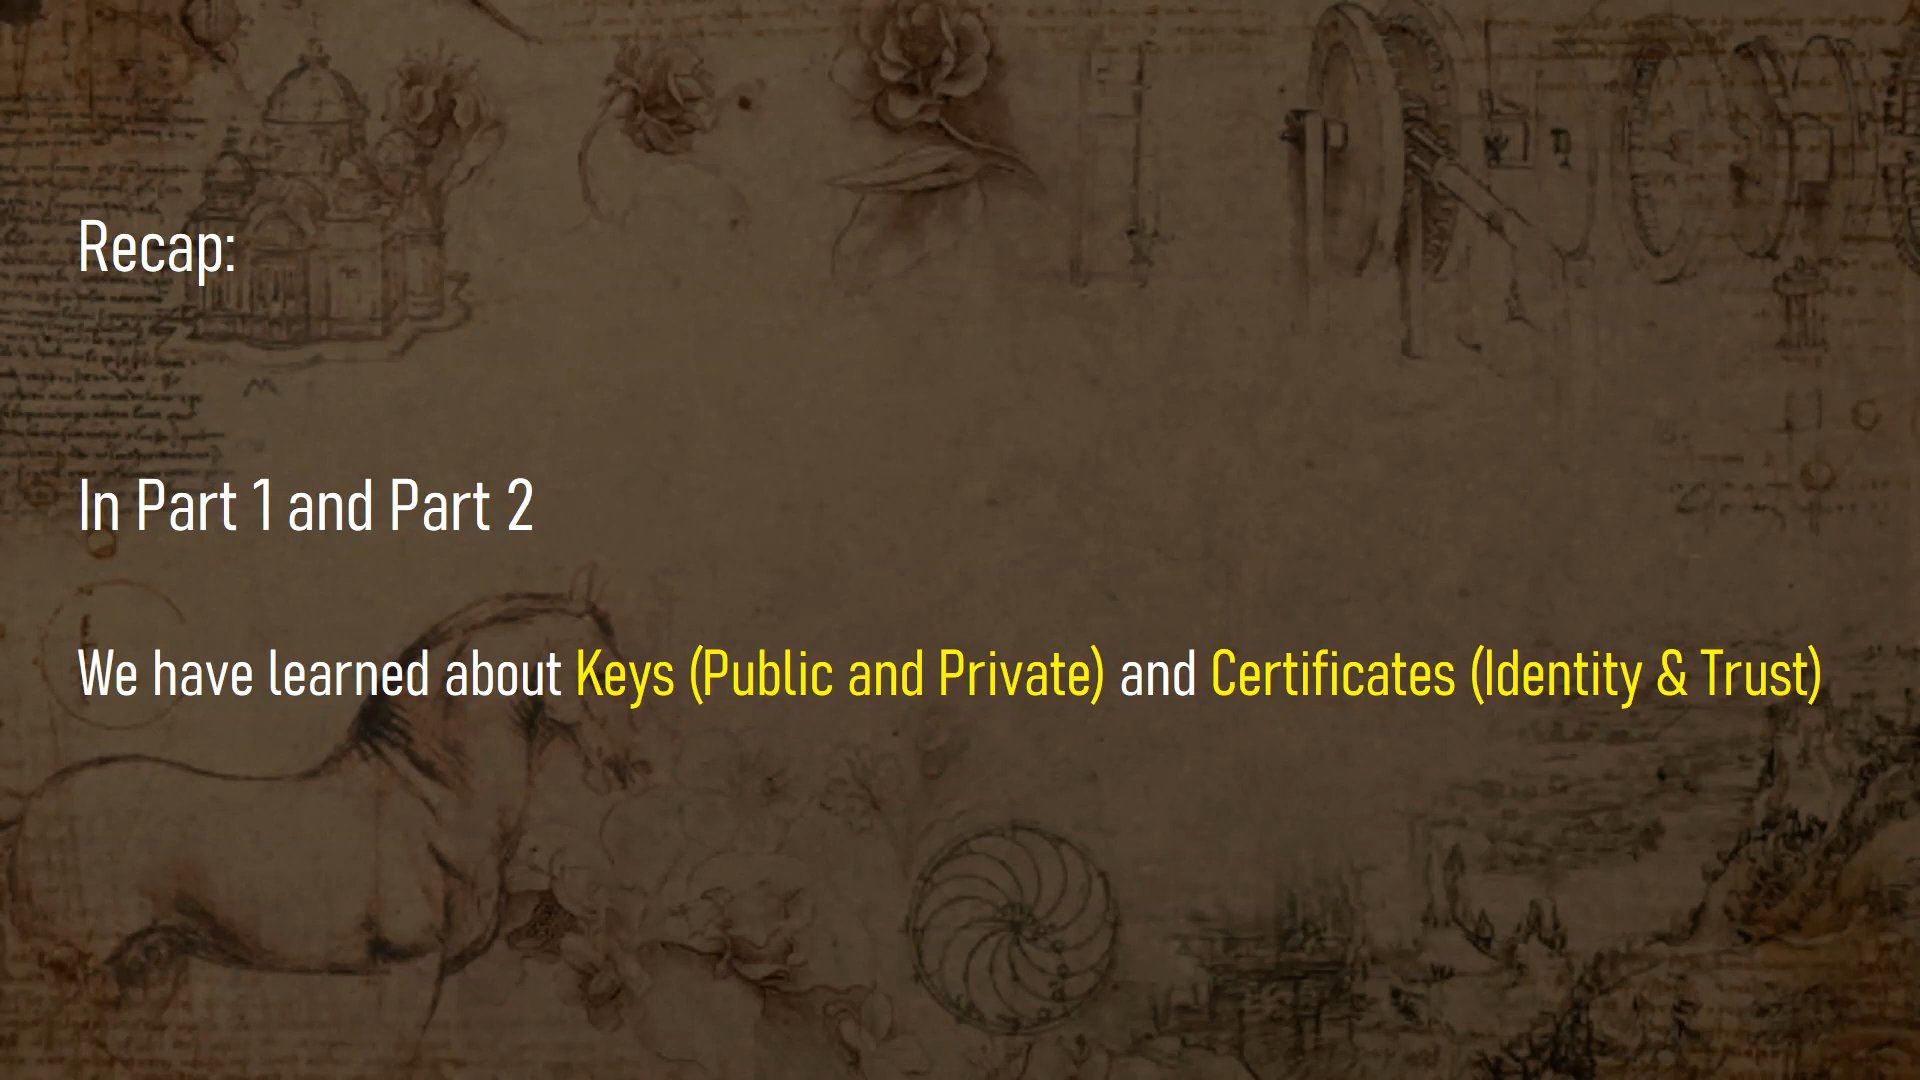 Recap:
In Part 1 and Part 2
We have learned about Keys (Public and Private) and Certificates (Identity & Trust)